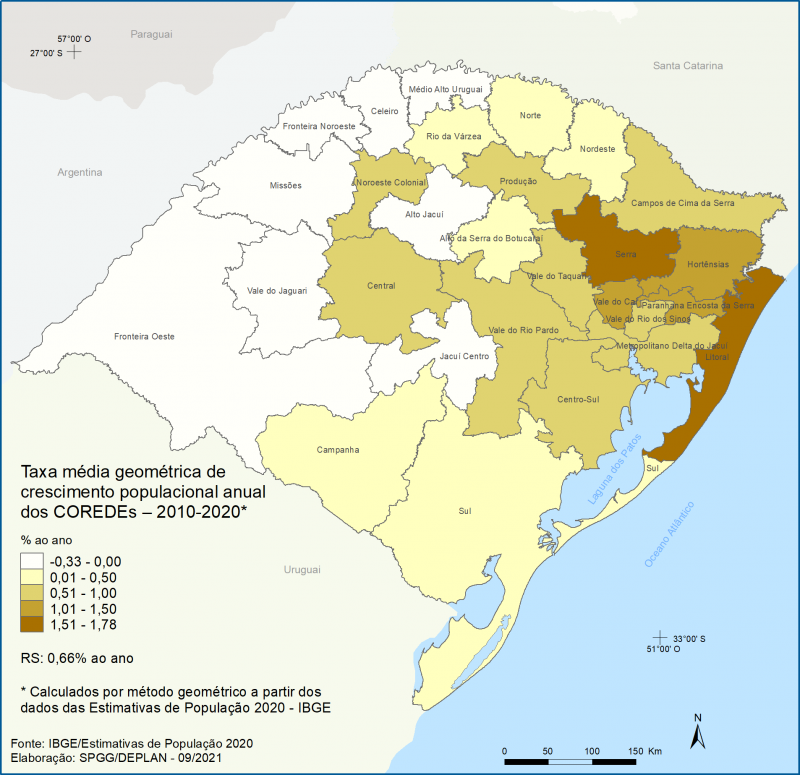 Paraguai
57°00' O
27°00' S
Santa Catarina
Argentina
Médio Alto Uruguai
Celeiro
Norte
Fronteira Noroeste
Rio da Várzea
Nordeste
Missões
Noroeste Colonial
Produção
Campos de Cima da Serra
Alto Jacuí
Alto da Serra do Botucaraí
Serra
Hortênsias
Vale do Taquari
Vale do Jaguari
Central
Vale do Caí
Paranhana Encosta da Serra
Vale do Rio dos Sinos
Fronteira Oeste
Vale do Rio Pardo
Metropolitano Delta do Jacuí
Jacuí Centro
Litoral
Centro-Sul
Campanha
Laguna dos Patos
Sul
Sul
Oceano Atlântico
Uruguai
Taxa média geométrica de
crescimento populacional anual
dos COREDEs – 2010-2020*
% ao ano
-0,33 - 0,00
0,01 - 0,50
0,51 - 1,00
1,01 - 1,50
1,51 - 1,78
RS: 0,66% ao ano
* Calculados por método geométrico a partir dos
dados das Estimativas de População 2020 - IBGE
Fonte: IBGE/Estimativas de População 2020
Elaboração: SPGG/DEPLAN - 09/2021
33°00' S
51°00' O
N
0 50 100 150 Km